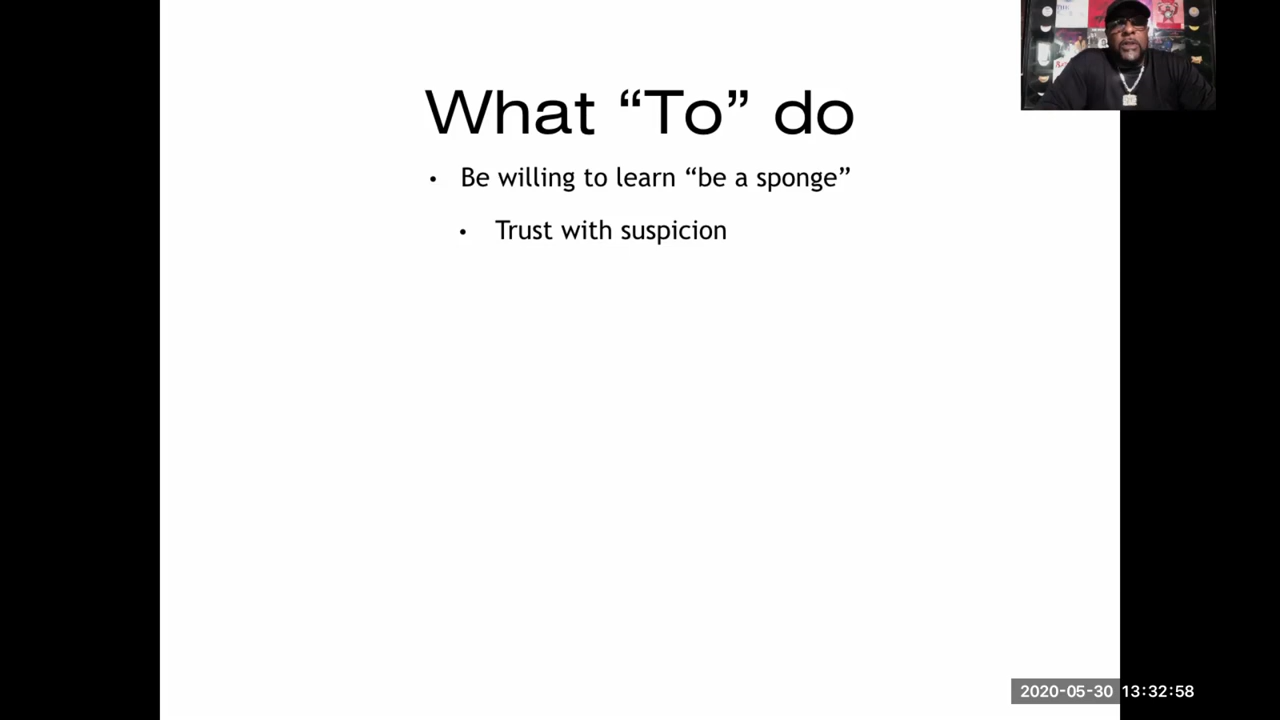 What “To” do
• Be willing to learn “be a sponge”
• Trust with suspicion
2020-05-30 13:32:58